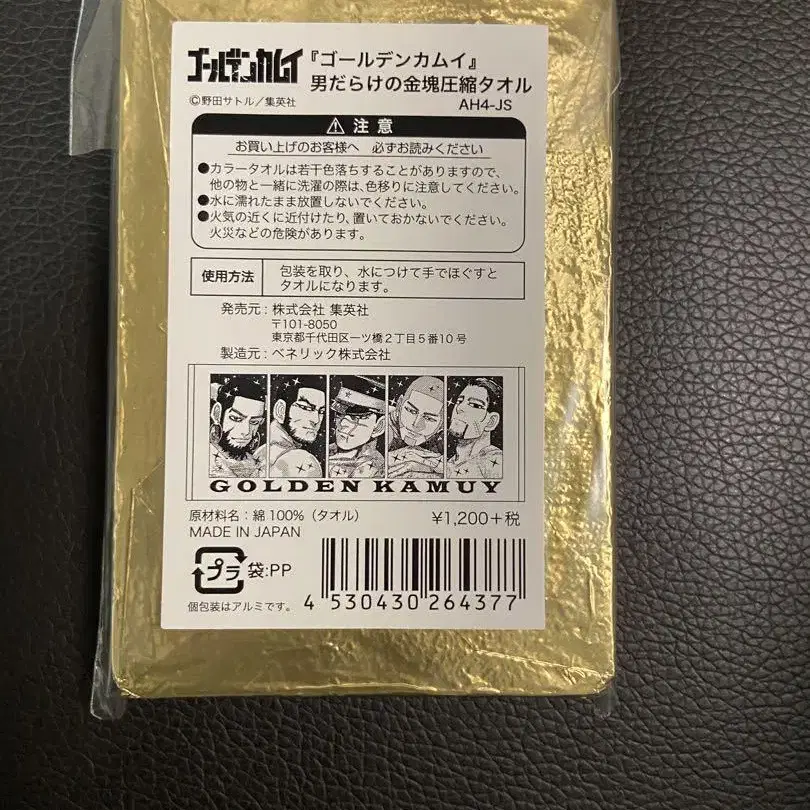 ゴールデンカムイ
『ゴールデンカムイ』
男だらけの金塊圧縮タオル
©野田サトル／集英社
AH4-JS
⚠ 注意
お買い上げのお客様へ 必ずお読みください
●カラータオルは若干色落ちすることがありますので、
他の物と一緒に洗濯の際は、色移りに注意してください。
●水に濡れたまま放置しないでください。
●火気の近くに近付けたり、置いておかないでください。
火災などの危険があります。
使用方法
包装を取り、水につけて手でほぐすと
タオルになります。
発売元：株式会社 集英社
〒101-8050
東京都千代田区一ツ橋2丁目5番10号
製造元：ベネリック株式会社
GOLDEN KAMUY
原材料名：綿100%（タオル）
¥1,200+税
MADE IN JAPAN
プラ
袋:PP
個包装はアルミです。
4 530430 264377